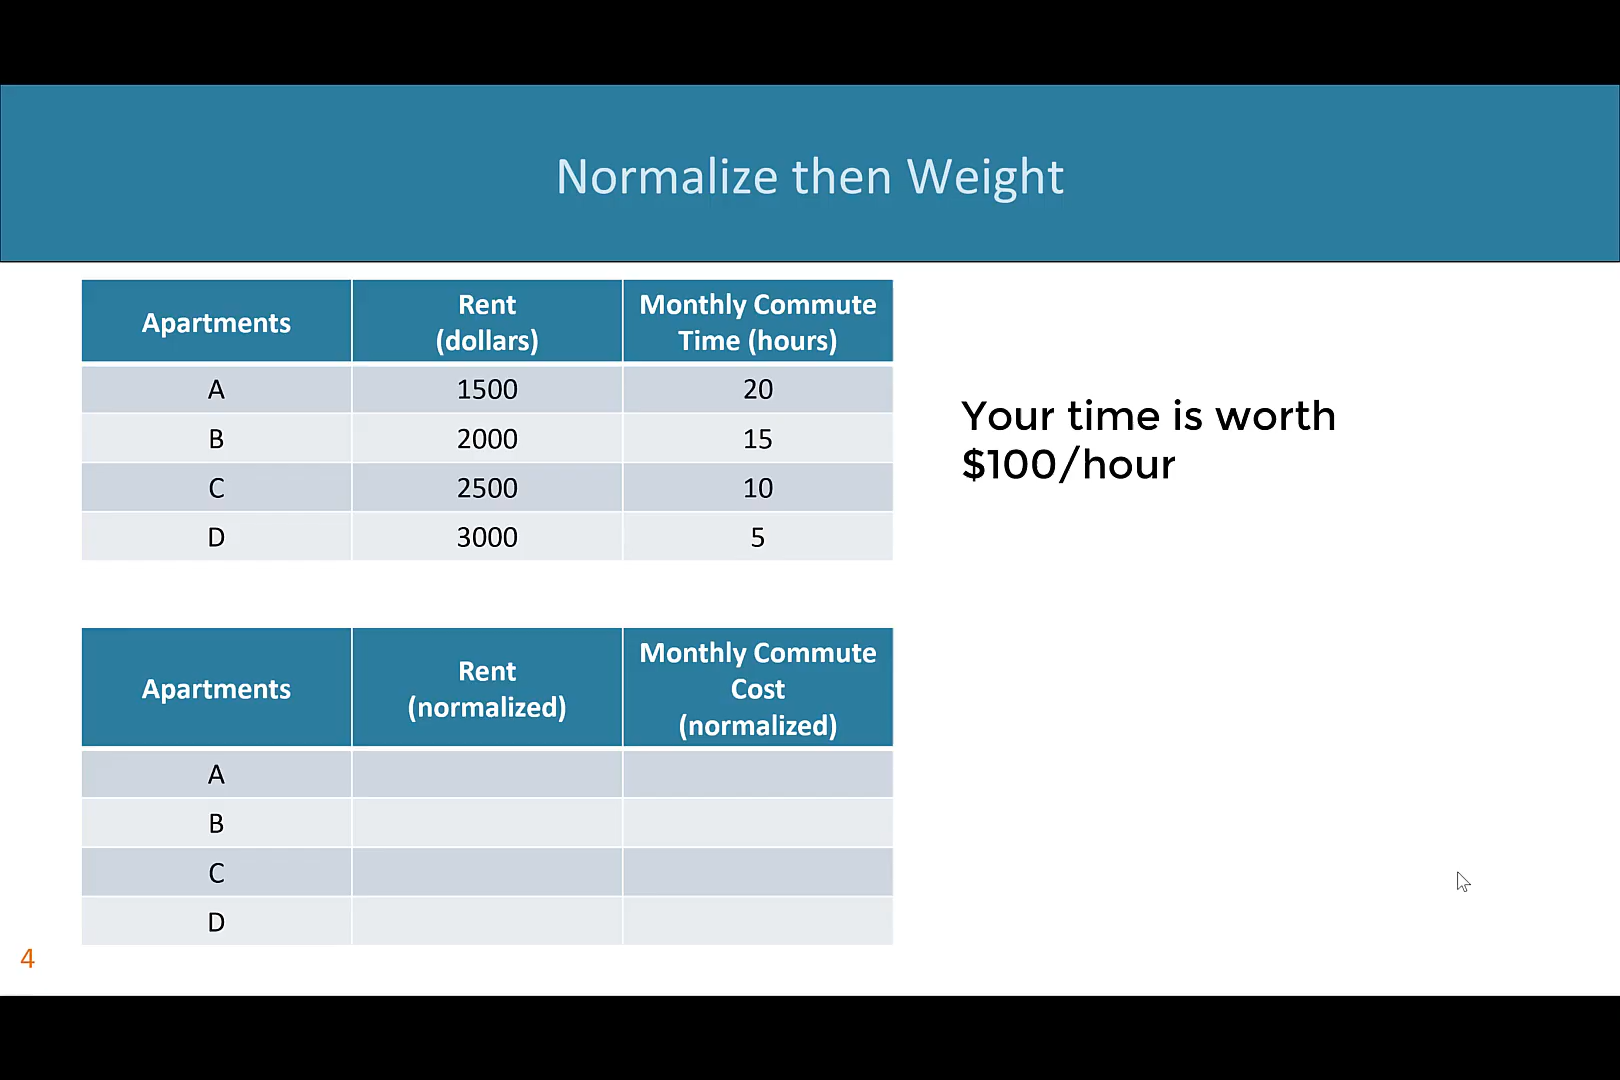 Normalize then Weight
Apartments
Rent
(dollars)
Monthly Commute
Time (hours)
A 1500 20
B 2000 15
C 2500 10
D 3000 5
Your time is worth
$100/hour
Apartments
Rent
(normalized)
Monthly Commute
Cost
(normalized)
A
B
C
D
4